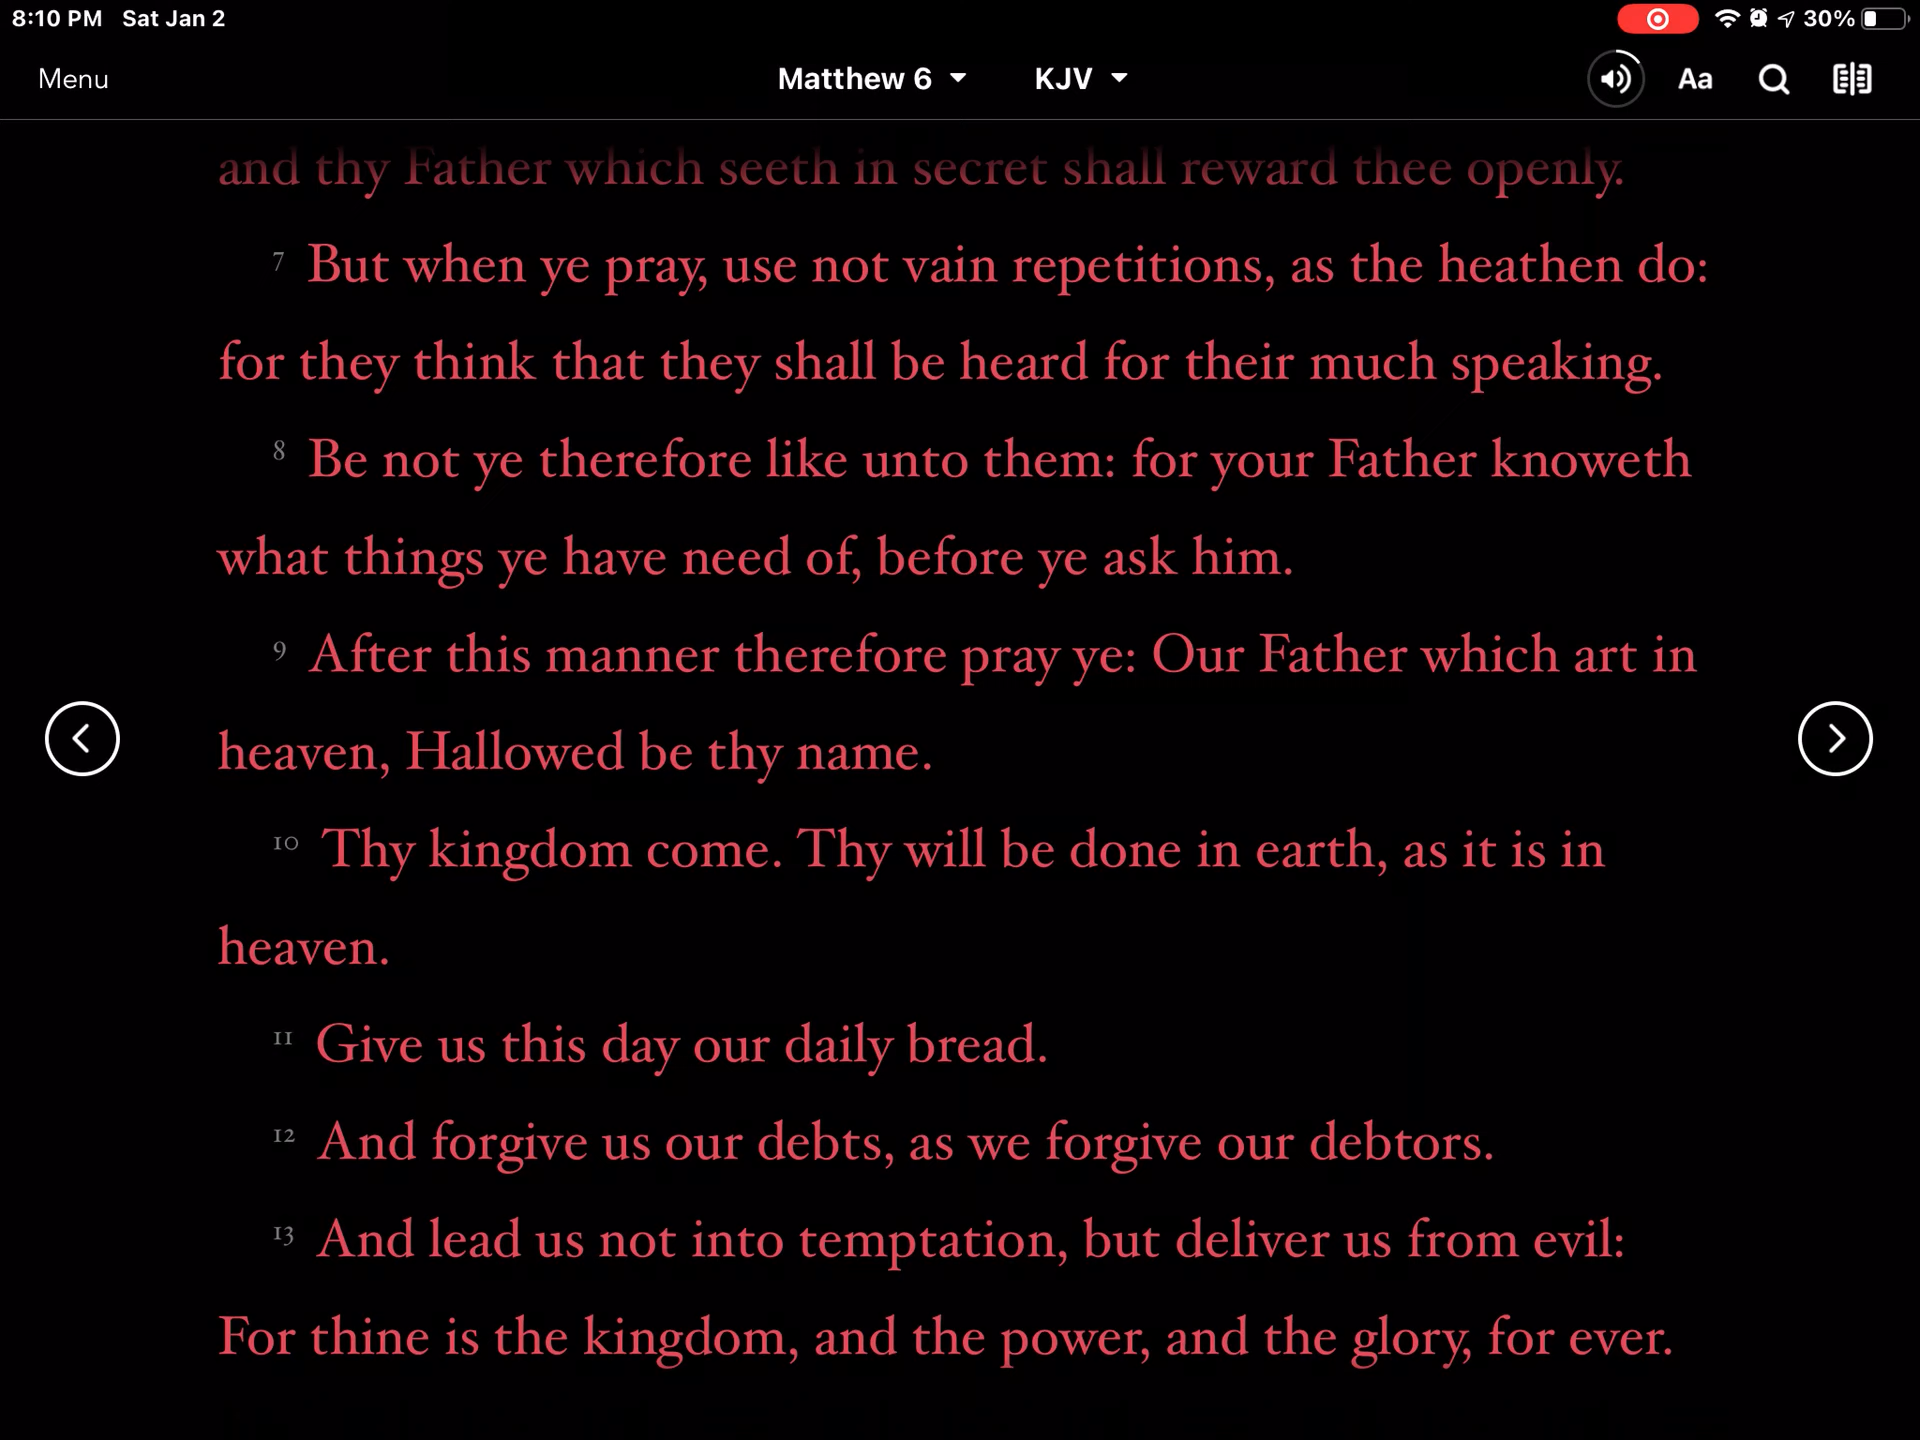 8:10 PM Sat Jan 2 30%
Menu Matthew 6 KJV Aa
and thy Father which seeth in secret shall reward thee openly.
7 But when ye pray, use not vain repetitions, as the heathen do:
for they think that they shall be heard for their much speaking.
8 Be not ye therefore like unto them: for your Father knoweth
what things ye have need of, before ye ask him.
9 After this manner therefore pray ye: Our Father which art in
heaven, Hallowed be thy name.
10 Thy kingdom come. Thy will be done in earth, as it is in
heaven.
11 Give us this day our daily bread.
12 And forgive us our debts, as we forgive our debtors.
13 And lead us not into temptation, but deliver us from evil:
For thine is the kingdom, and the power, and the glory, for ever.